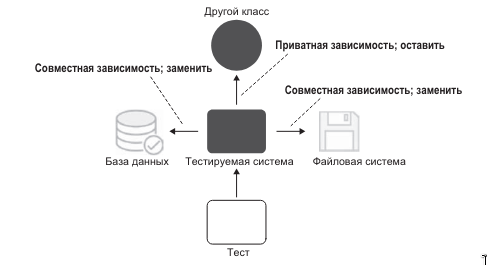 Другой класс
Приватная зависимость; оставить
Совместная зависимость; заменить
Совместная зависимость; заменить
База данных
Тестируемая система
Файловая система
Тест